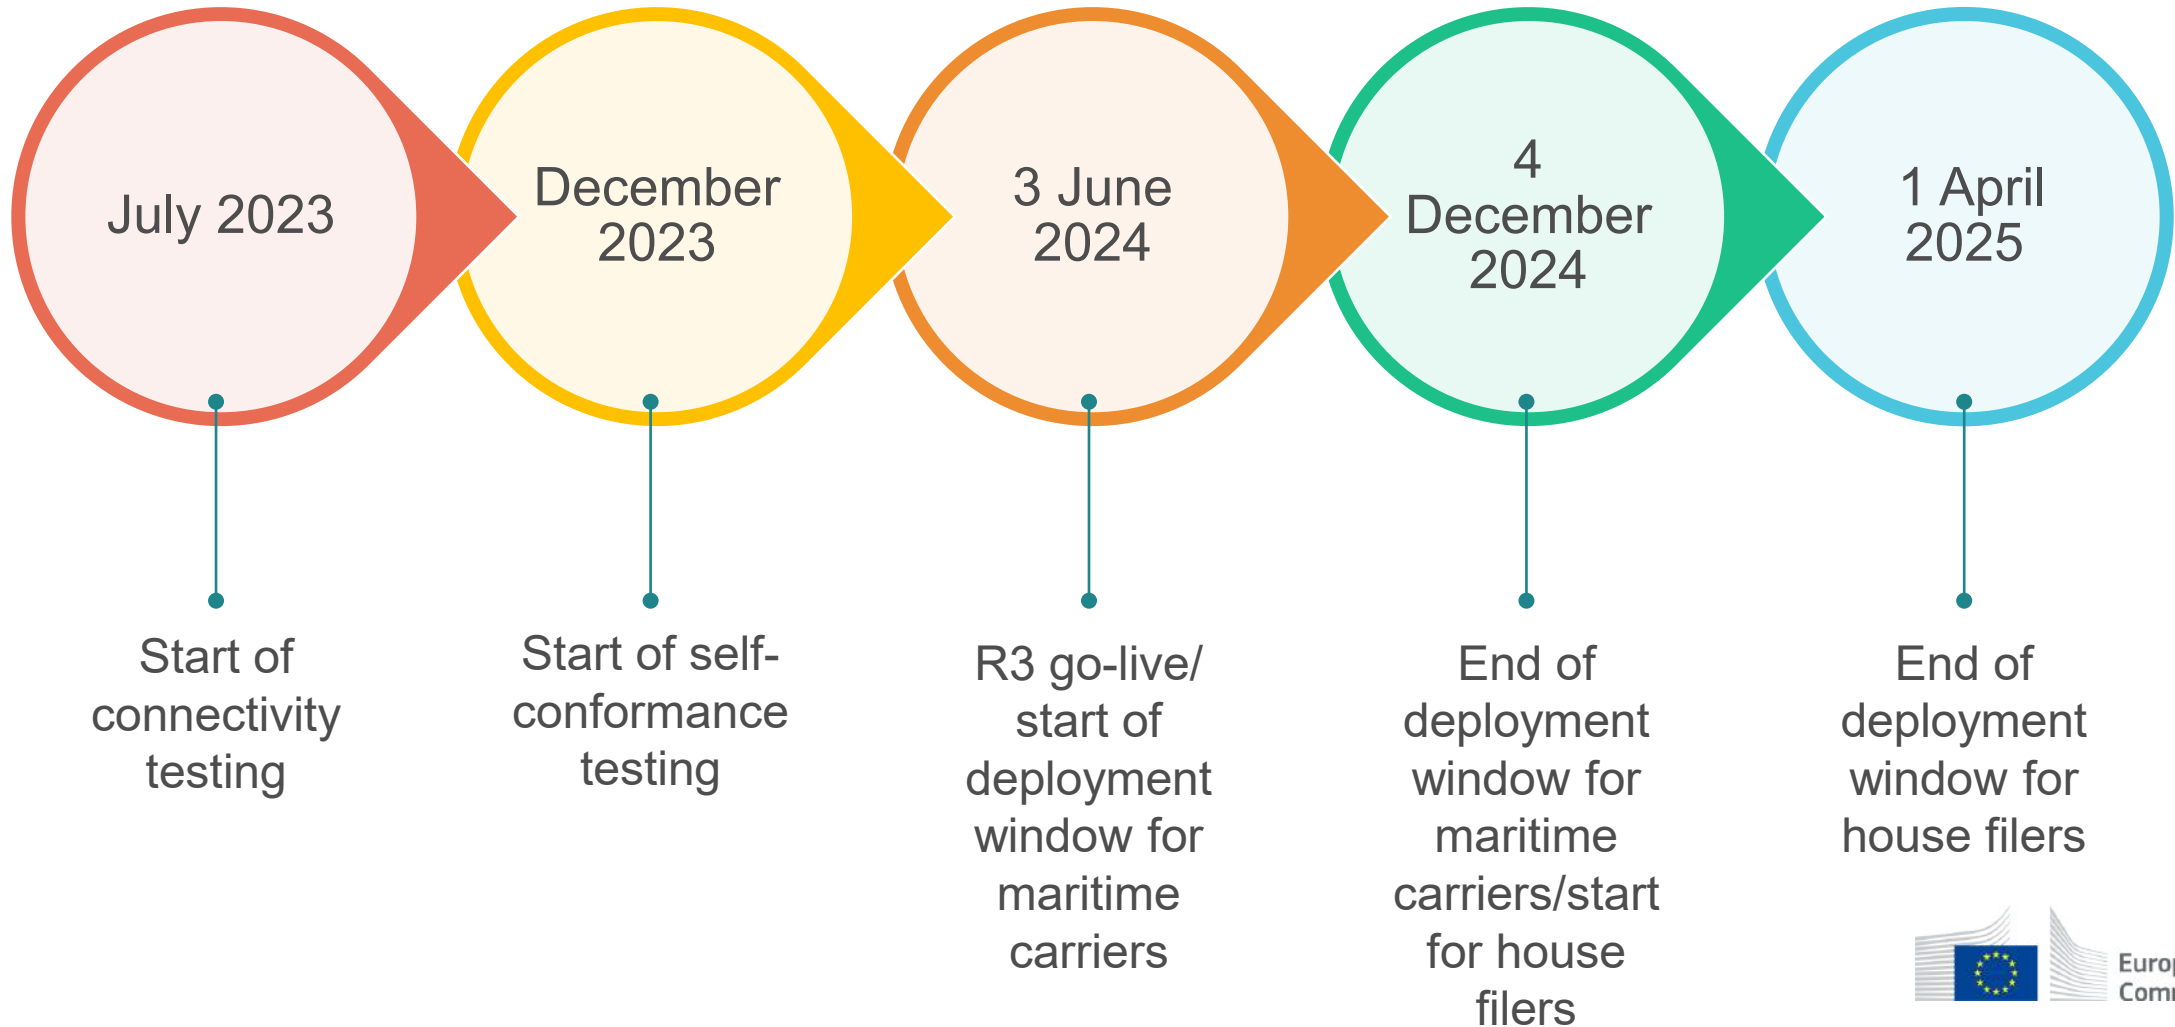 July 2023
December
2023
3 June
2024
4
December
2024
1 April
2025
Start of
connectivity
testing
Start of self-
conformance
testing
R3 go-live/
start of
deployment
window for
maritime
carriers
End of
deployment
window for
maritime
carriers/start
for house
filers
End of
deployment
window for
house filers